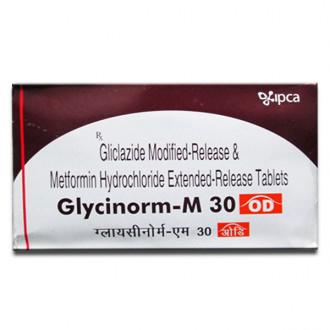 ipca
Rx
Gliclazide Modified-Release &
Metformin Hydrochloride Extended-Release Tablets
Glycinorm-M 30 OD
ग्लायसीनोर्म-एम 30 ओडि